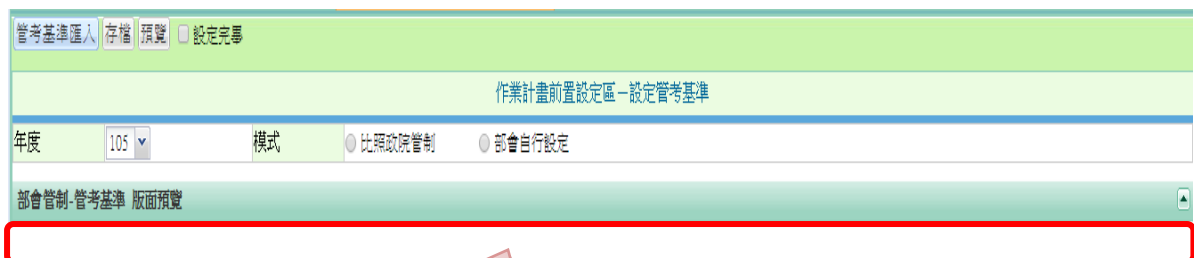 管考基準匯入 存檔 預覽 設定完畢
作業計畫前置設定區－設定管考基準
年度 105 模式 比照政院管制 部會自行設定
部會管制-管考基準 版面預覽